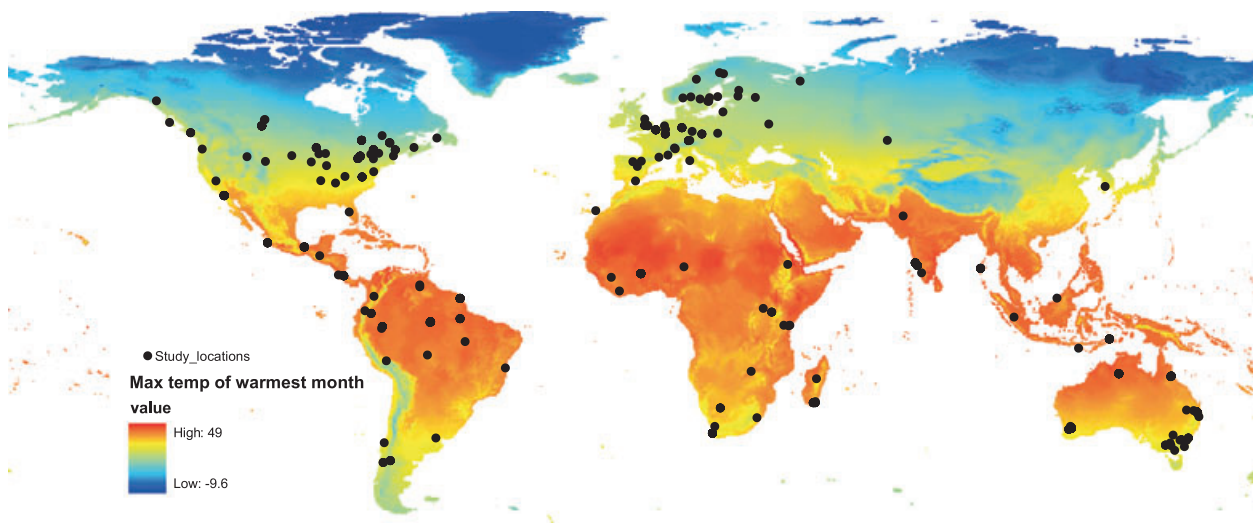 Study_locations
Max temp of warmest month
value
High: 49
Low: -9.6